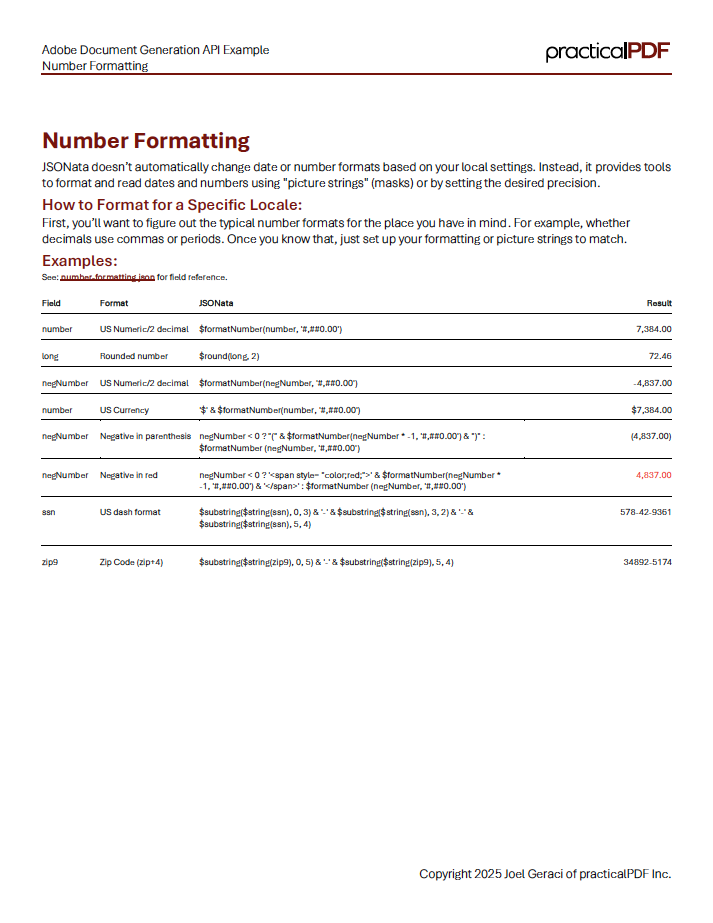 Adobe Document Generation API Example
Number Formatting
practicalPDF
Number Formatting
JSONata doesn't automatically change date or number formats based on your local settings. Instead, it provides tools
to format and read dates and numbers using "picture strings" (masks) or by setting the desired precision.
How to Format for a Specific Locale:
First, you'll want to figure out the typical number formats for the place you have in mind. For example, whether
decimals use commas or periods. Once you know that, just set up your formatting or picture strings to match.
Examples:
See: number-formatting.json for field reference.
Field Format JSONata Result
number US Numeric/2 decimal $formatNumber(number, '#,##0.00') 7,384.00
long Rounded number $round(long, 2) 72.46
negNumber US Numeric/2 decimal $formatNumber(negNumber, '#,##0.00') -4,837.00
number US Currency '$' & $formatNumber(number, '#,##0.00') $7,384.00
negNumber Negative in parenthesis negNumber < 0 ? "(" & $formatNumber(negNumber * -1, '#,##0.00') & ")" : (4,837.00)
$formatNumber (negNumber, '#,##0.00')
negNumber Negative in red negNumber < 0 ? '<span style= "color:red;">' & $formatNumber(negNumber * 4,837.00
-1, '#,##0.00') & '</span>' : $formatNumber (negNumber, '#,##0.00')
ssn US dash format $substring($string(ssn), 0, 3) & '-' & $substring($string(ssn), 3, 2) & '-' & 578-42-9361
$substring($string(ssn), 5, 4)
zip9 Zip Code (zip+4) $substring($string(zip9), 0, 5) & '-' & $substring($string(zip9), 5, 4) 34892-5174
Copyright 2025 Joel Geraci of practicalPDF Inc.